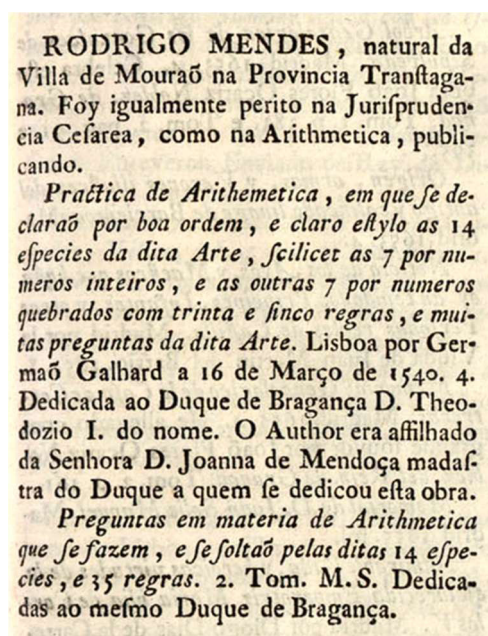 RODRIGO MENDES, natural da
Villa de Mouraõ na Provincia Tranſtaga-
na. Foy igualmente perito na Juriſpruden-
cia Ceſarea, como na Arithmetica, publi-
cando.
Practica de Arithemetica, em que ſe de-
claraõ por boa ordem, e claro eſtylo as 14
eſpecies da dita Arte, ſcilicet as 7 por nu-
meros inteiros, e as outras 7 por numeros
quebrados com trinta e ſinco regras, e mui-
tas preguntas da dita Arte. Lisboa por Ger-
maõ Galhard a 16 de Março de 1540. 4.
Dedicada ao Duque de Bragança D. Theo-
dozio I. do nome. O Author era affilhado
da Senhora D. Joanna de Mendoça madaſ-
tra do Duque a quem ſe dedicou eſta obra.
Preguntas em materia de Arithmetica
que ſe fazem, e ſe ſoltaõ pelas ditas 14 eſpe-
cies, e 35 regras. 2. Tom. M. S. Dedica-
das ao meſmo Duque de Bragança.